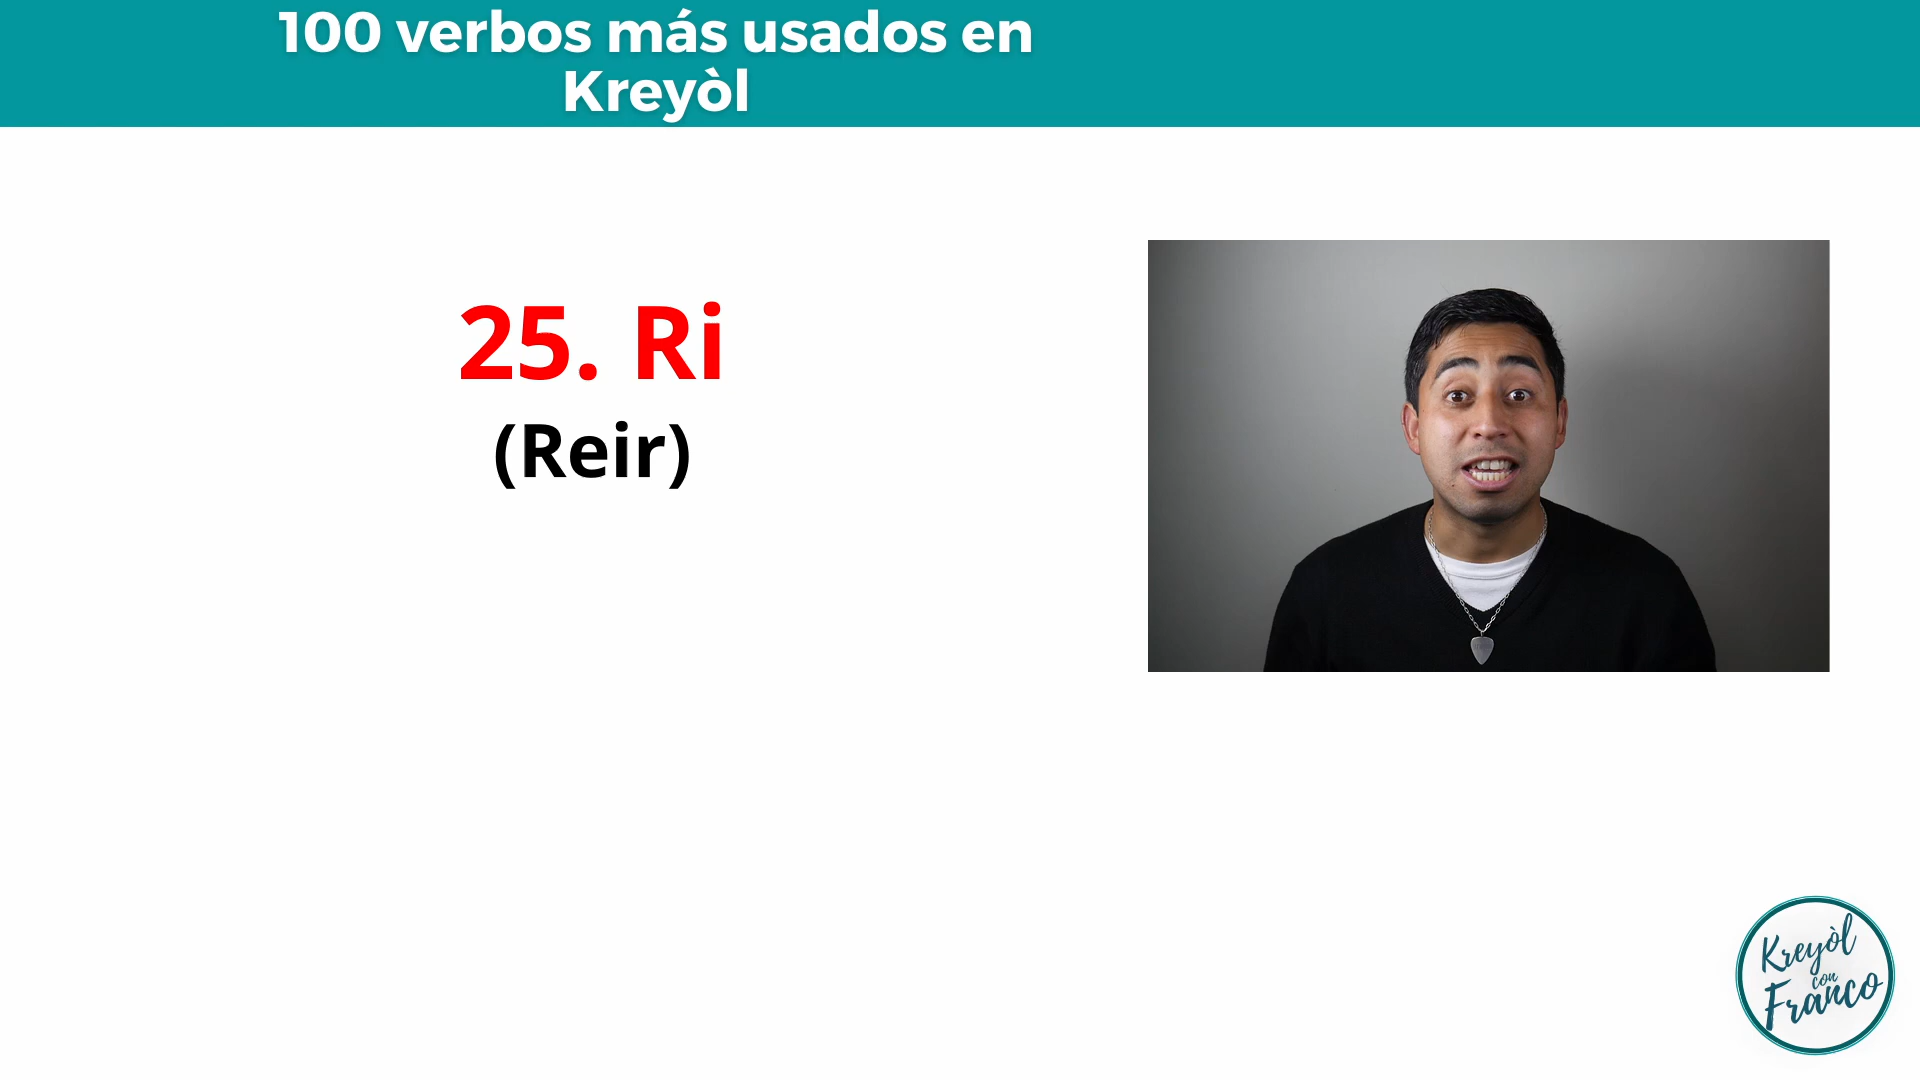 100 verbos más usados en
Kreyòl
25. Ri
(Reir)
Kreyòl
con
Franco